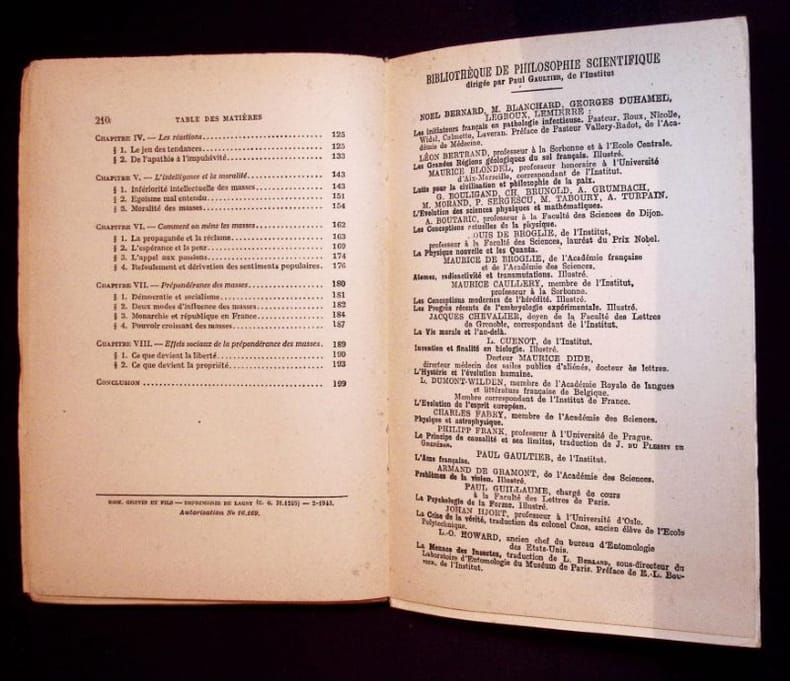 210. TABLE DES MATIÈRES
CHAPITRE IV. — Les réactions 125
§ 1. Le jeu des tendances 125
§ 2. De l'apathie à l'impulsivité 133
CHAPITRE V. — L'intelligence et la moralité 143
§ 1. Infériorité intellectuelle des masses 143
§ 2. Egoïsme mal entendu 151
§ 3. Moralité des masses 154
CHAPITRE VI. — Comment on mène les masses 162
§ 1. La propagande et la réclame 163
§ 2. L'espérance et la peur 169
§ 3. L'appel aux passions 174
§ 4. Refoulement et dérivation des sentiments populaires. 176
CHAPITRE VII. — Prépondérance des masses 180
§ 1. Démocratie et socialisme 181
§ 2. Deux modes d'influence des masses 182
§ 3. Monarchie et république en France 184
§ 4. Pouvoir croissant des masses 187
CHAPITRE VIII. — Effets sociaux de la prépondérance des masses. 189
§ 1. Ce que devient la liberté 190
§ 2. Ce que devient la propriété 193
CONCLUSION 199
IMM. GREVIN ET FILS — IMPRIMERIE DE LAGNY — 2-1943.
Autorisation No 16.269.
BIBLIOTHÈQUE DE PHILOSOPHIE SCIENTIFIQUE
dirigée par Paul GAULTIER, de l'Institut
NOEL BERNARD, M. BLANCHARD, GEORGES DUHAMEL,
LEGROUX, LEMIERRE :
Les initiateurs français en pathologie infectieuse. Pasteur, Roux, Nicolle,
Widal, Calmette, Laveran. Préface de Pasteur Vallery-Radot, de l'Aca-
démie de Médecine.
LÉON BERTRAND, professeur à la Sorbonne et à l'Ecole Centrale.
Les Grandes Régions géologiques du sol français. Illustré.
MAURICE BLONDEL, professeur honoraire à l'Université
d'Aix-Marseille, correspondant de l'Institut.
Lutte pour la civilisation et philosophie de la paix.
G. BOULIGAND, CH. BRUNOLD, A. GRUMBACH,
M. MORAND, P. SERGESCU, M. TABOURY, A. TURPAIN.
L'Evolution des sciences physiques et mathématiques.
A. BOUTARIC, professeur à la Faculté des Sciences de Dijon.
Les Conceptions actuelles de la physique.
LOUIS DE BROGLIE, de l'Institut,
professeur à la Faculté des Sciences, lauréat du Prix Nobel.
La Physique nouvelle et les Quanta.
MAURICE DE BROGLIE, de l'Académie française
et de l'Académie des Sciences.
Atomes, radioactivité et transmutations. Illustré.
MAURICE CAULLERY, membre de l'Institut,
professeur à la Sorbonne.
Les Conceptions modernes de l'hérédité. Illustré.
Les Progrès récents de l'embryologie expérimentale. Illustré.
JACQUES CHEVALIER, doyen de la Faculté des Lettres
de Grenoble, correspondant de l'Institut.
La Vie morale et l'au-delà.
L. CUENOT, de l'Institut.
Invention et finalité en biologie. Illustré.
Docteur MAURICE DIDE,
directeur médecin des asiles publics d'aliénés, docteur ès lettres.
L'Hystérie et l'évolution humaine.
L. DUMONT-WILDEN, membre de l'Académie Royale de langues
et littérature française de Belgique.
Membre correspondant de l'Institut de France.
L'Evolution de l'esprit européen.
CHARLES FABRY, membre de l'Académie des Sciences.
Physique et astrophysique.
PHILIPP FRANK, professeur à l'Université de Prague.
Le Principe de causalité et ses limites, traduction de J. DU PLESSIS DE
GRENÉDAN.
PAUL GAULTIER, de l'Institut.
L'Ame française.
ARMAND DE GRAMONT, de l'Académie des Sciences.
Problèmes de la vision. Illustré.
PAUL GUILLAUME, chargé de cours
à la Faculté des Lettres de Paris.
La Psychologie de la Forme. Illustré.
JOHAN HJORT, professeur à l'Université d'Oslo.
La Crise de la vérité, traduction du colonel Caos, ancien élève de l'Ecole
Polytechnique.
L.-O. HOWARD, ancien chef du bureau d'Entomologie
des Etats-Unis.
La Menace des Insectes, traduction de L. BERLAND, sous-directeur du
Laboratoire d'Entomologie du Muséum de Paris. Préface de E.-L. Bou-
VIER, de l'Institut.